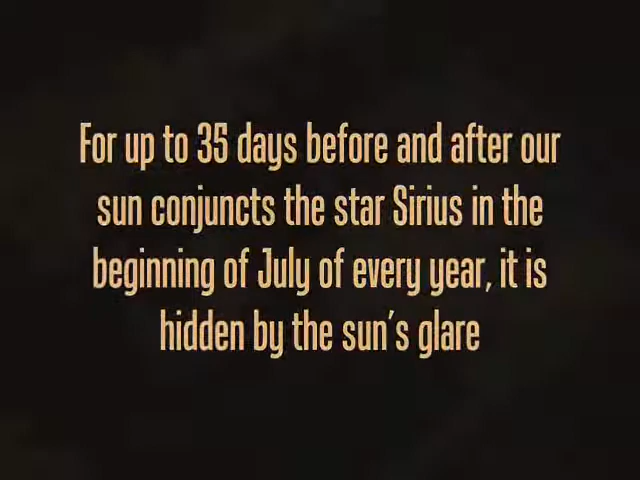 For up to 35 days before and after our
sun conjuncts the star Sirius in the
beginning of July of every year, it is
hidden by the sun's glare